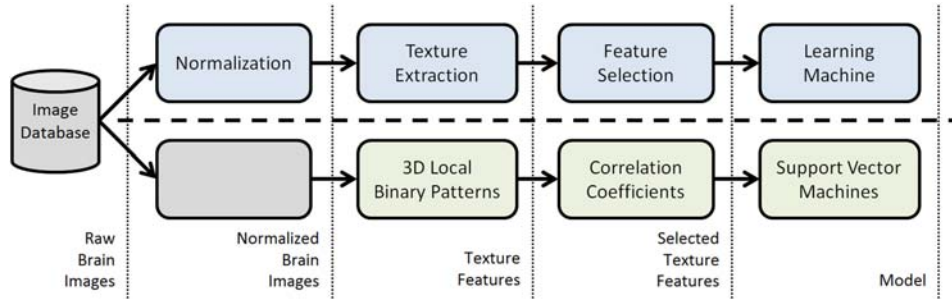 Image
Database
Normalization
Texture
Extraction
Feature
Selection
Learning
Machine
3D Local
Binary Patterns
Correlation
Coefficients
Support Vector
Machines
Raw
Brain
Images
Normalized
Brain
Images
Texture
Features
Selected
Texture
Features
Model